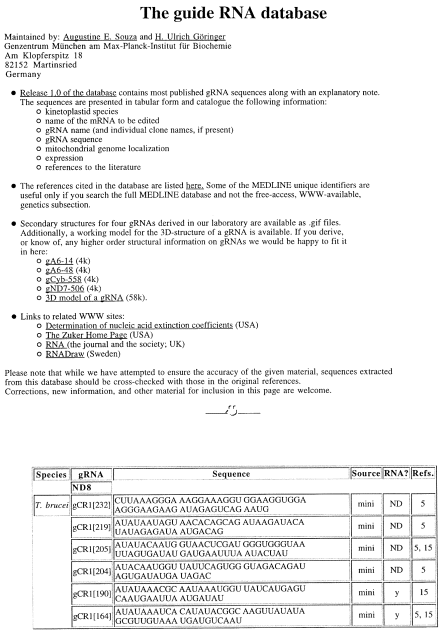 The guide RNA database
Maintained by: Augustine E. Souza and H. Ulrich Göringer
Genzentrum München am Max-Planck-Institut für Biochemie
Am Klopferspitz 18
82152 Martinsried
Germany
● Release 1.0 of the database contains most published gRNA sequences along with an explanatory note.
The sequences are presented in tabular form and catalogue the following information:
○ kinetoplastid species
○ name of the mRNA to be edited
○ gRNA name (and individual clone names, if present)
○ gRNA sequence
○ mitochondrial genome localization
○ expression
○ references to the literature
● The references cited in the database are listed here. Some of the MEDLINE unique identifiers are
useful only if you search the full MEDLINE database and not the free-access, WWW-available,
genetics subsection.
● Secondary structures for four gRNAs derived in our laboratory are available as .gif files.
Additionally, a working model for the 3D-structure of a gRNA is available. If you derive,
or know of, any higher order structural information on gRNAs we would be happy to fit it
in here:
○ gA6-14 (4k)
○ gA6-48 (4k)
○ gCyb-558 (4k)
○ gND7-506 (4k)
○ 3D model of a gRNA (58k).
● Links to related WWW sites:
○ Determination of nucleic acid extinction coefficients (USA)
○ The Zuker Home Page (USA)
○ RNA (the journal and the society; UK)
○ RNADraw (Sweden)
Please note that while we have attempted to ensure the accuracy of the given material, sequences extracted
from this database should be cross-checked with those in the original references.
Corrections, new information, and other material for inclusion in this page are welcome.
Species gRNA Sequence Source RNA? Refs.
ND8
T. brucei gCR1[232] CUUAAAGGGA AAGGAAAGGU GGAAGGUGGA mini ND 5
AGGGAAGAAG AUAGAGUCAG AAUG
gCR1[219] AUAUAAUAGU AACACAGCAG AUAAGAUACA mini ND 5
UAUAGAGAUA AUGACAG
gCR1[205] AUAUACAAUG GUAACUCGAU GGGUGGGUAA mini ND 5, 15
UUAGUGAUAU GAUGAAUUUA AUACUAU
gCR1[204] AUACAAUGGU UAUUCAGUGG GUAGACAGAU mini ND 5
AGUGAUAUGA UAGAC
gCR1[190] AUAUAAACGC AAUAAAUGGU UAUCAUGAGU mini y 15
CAAUGAAUUA AUGAUAU
gCR1[164] AUAUAAAUCA CAUAUACGGC AAGUUAUAUA mini y 5, 15
GCGUUGUAAA UGAUGUCAAU